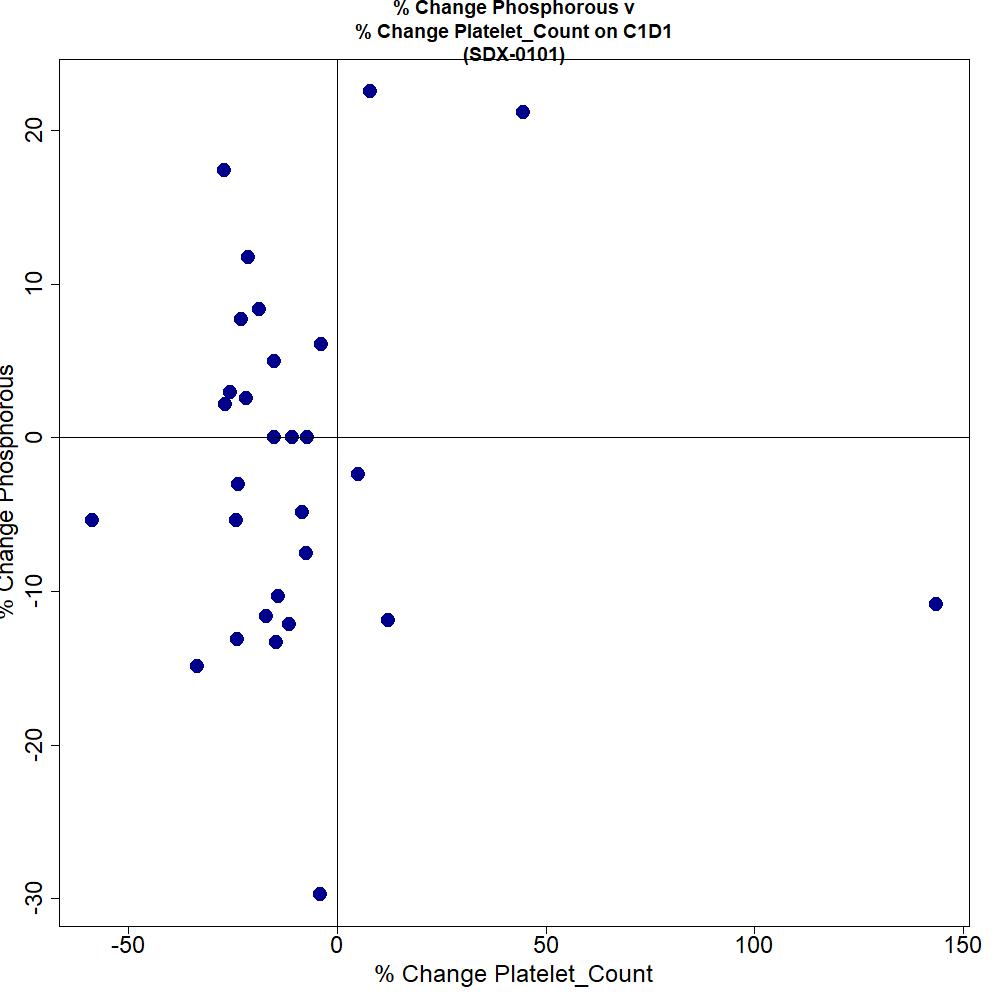 % Change Phosphorous v
% Change Platelet_Count on C1D1
(SDX-0101)
% Change Phosphorous
20
10
0
-10
-20
-30
-50
0
50
100
150
% Change Platelet_Count